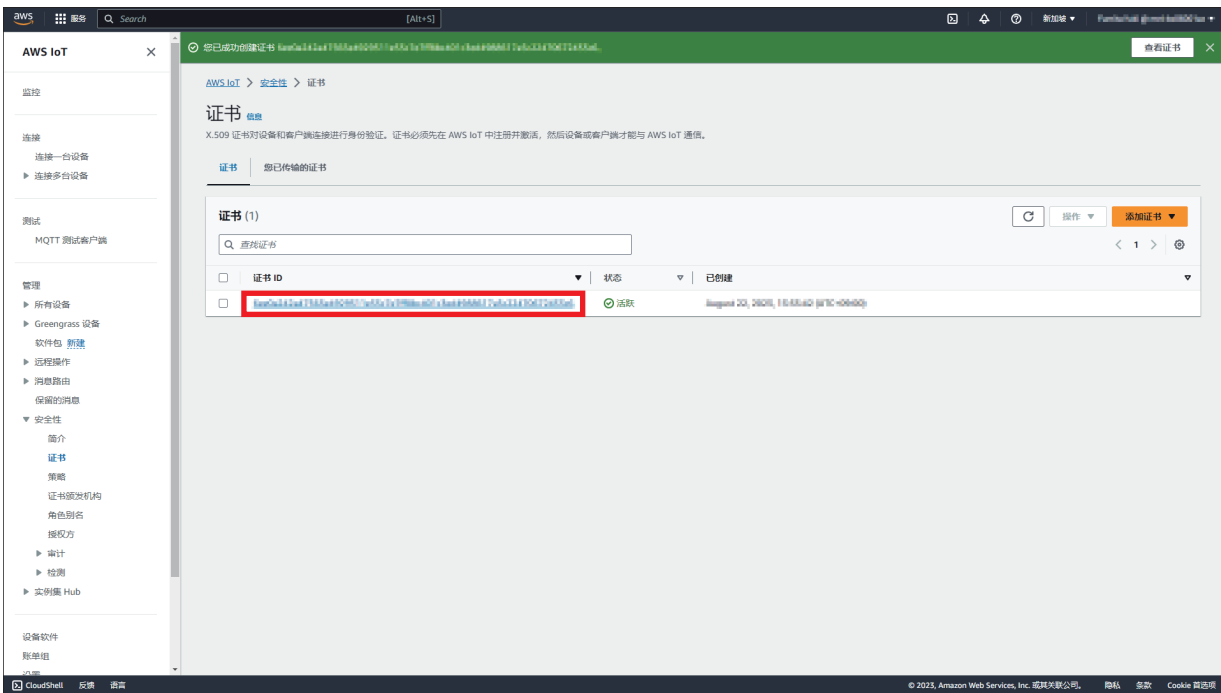 aws 服务 Search [Alt+S] 新加坡
AWS IoT
您已成功创建证书 查看证书
AWS IoT > 安全性 > 证书
监控
证书 信息
X.509 证书对设备和客户端连接进行身份验证。证书必须先在 AWS IoT 中注册并激活，然后设备或客户端才能与 AWS IoT 通信。
连接
连接一台设备
连接多台设备
证书 您已传输的证书
测试
MQTT 测试客户端
证书 (1) 操作 添加证书
查找证书 1
证书 ID 状态 已创建
活跃
管理
所有设备
Greengrass 设备
软件包 新建
远程操作
消息路由
保留的消息
安全性
简介
证书
策略
证书颁发机构
角色别名
授权方
审计
检测
实例集 Hub
设备软件
账单组
CloudShell 反馈 语言 © 2023, Amazon Web Services, Inc. 或其关联公司。 隐私 条款 Cookie 首选项